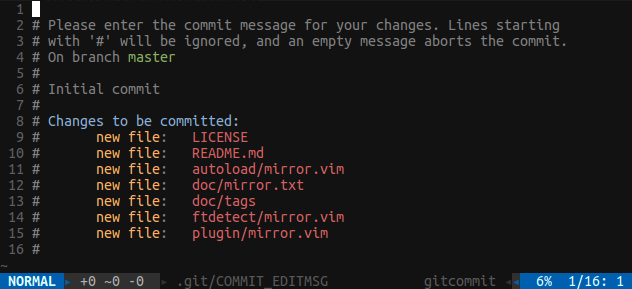 1
2 # Please enter the commit message for your changes. Lines starting
3 # with '#' will be ignored, and an empty message aborts the commit.
4 # On branch master
5 #
6 # Initial commit
7 #
8 # Changes to be committed:
9 #       new file:   LICENSE
10 #       new file:   README.md
11 #       new file:   autoload/mirror.vim
12 #       new file:   doc/mirror.txt
13 #       new file:   doc/tags
14 #       new file:   ftdetect/mirror.vim
15 #       new file:   plugin/mirror.vim
16 #
~
NORMAL +0 ~0 -0 .git/COMMIT_EDITMSG gitcommit 6% 1/16: 1